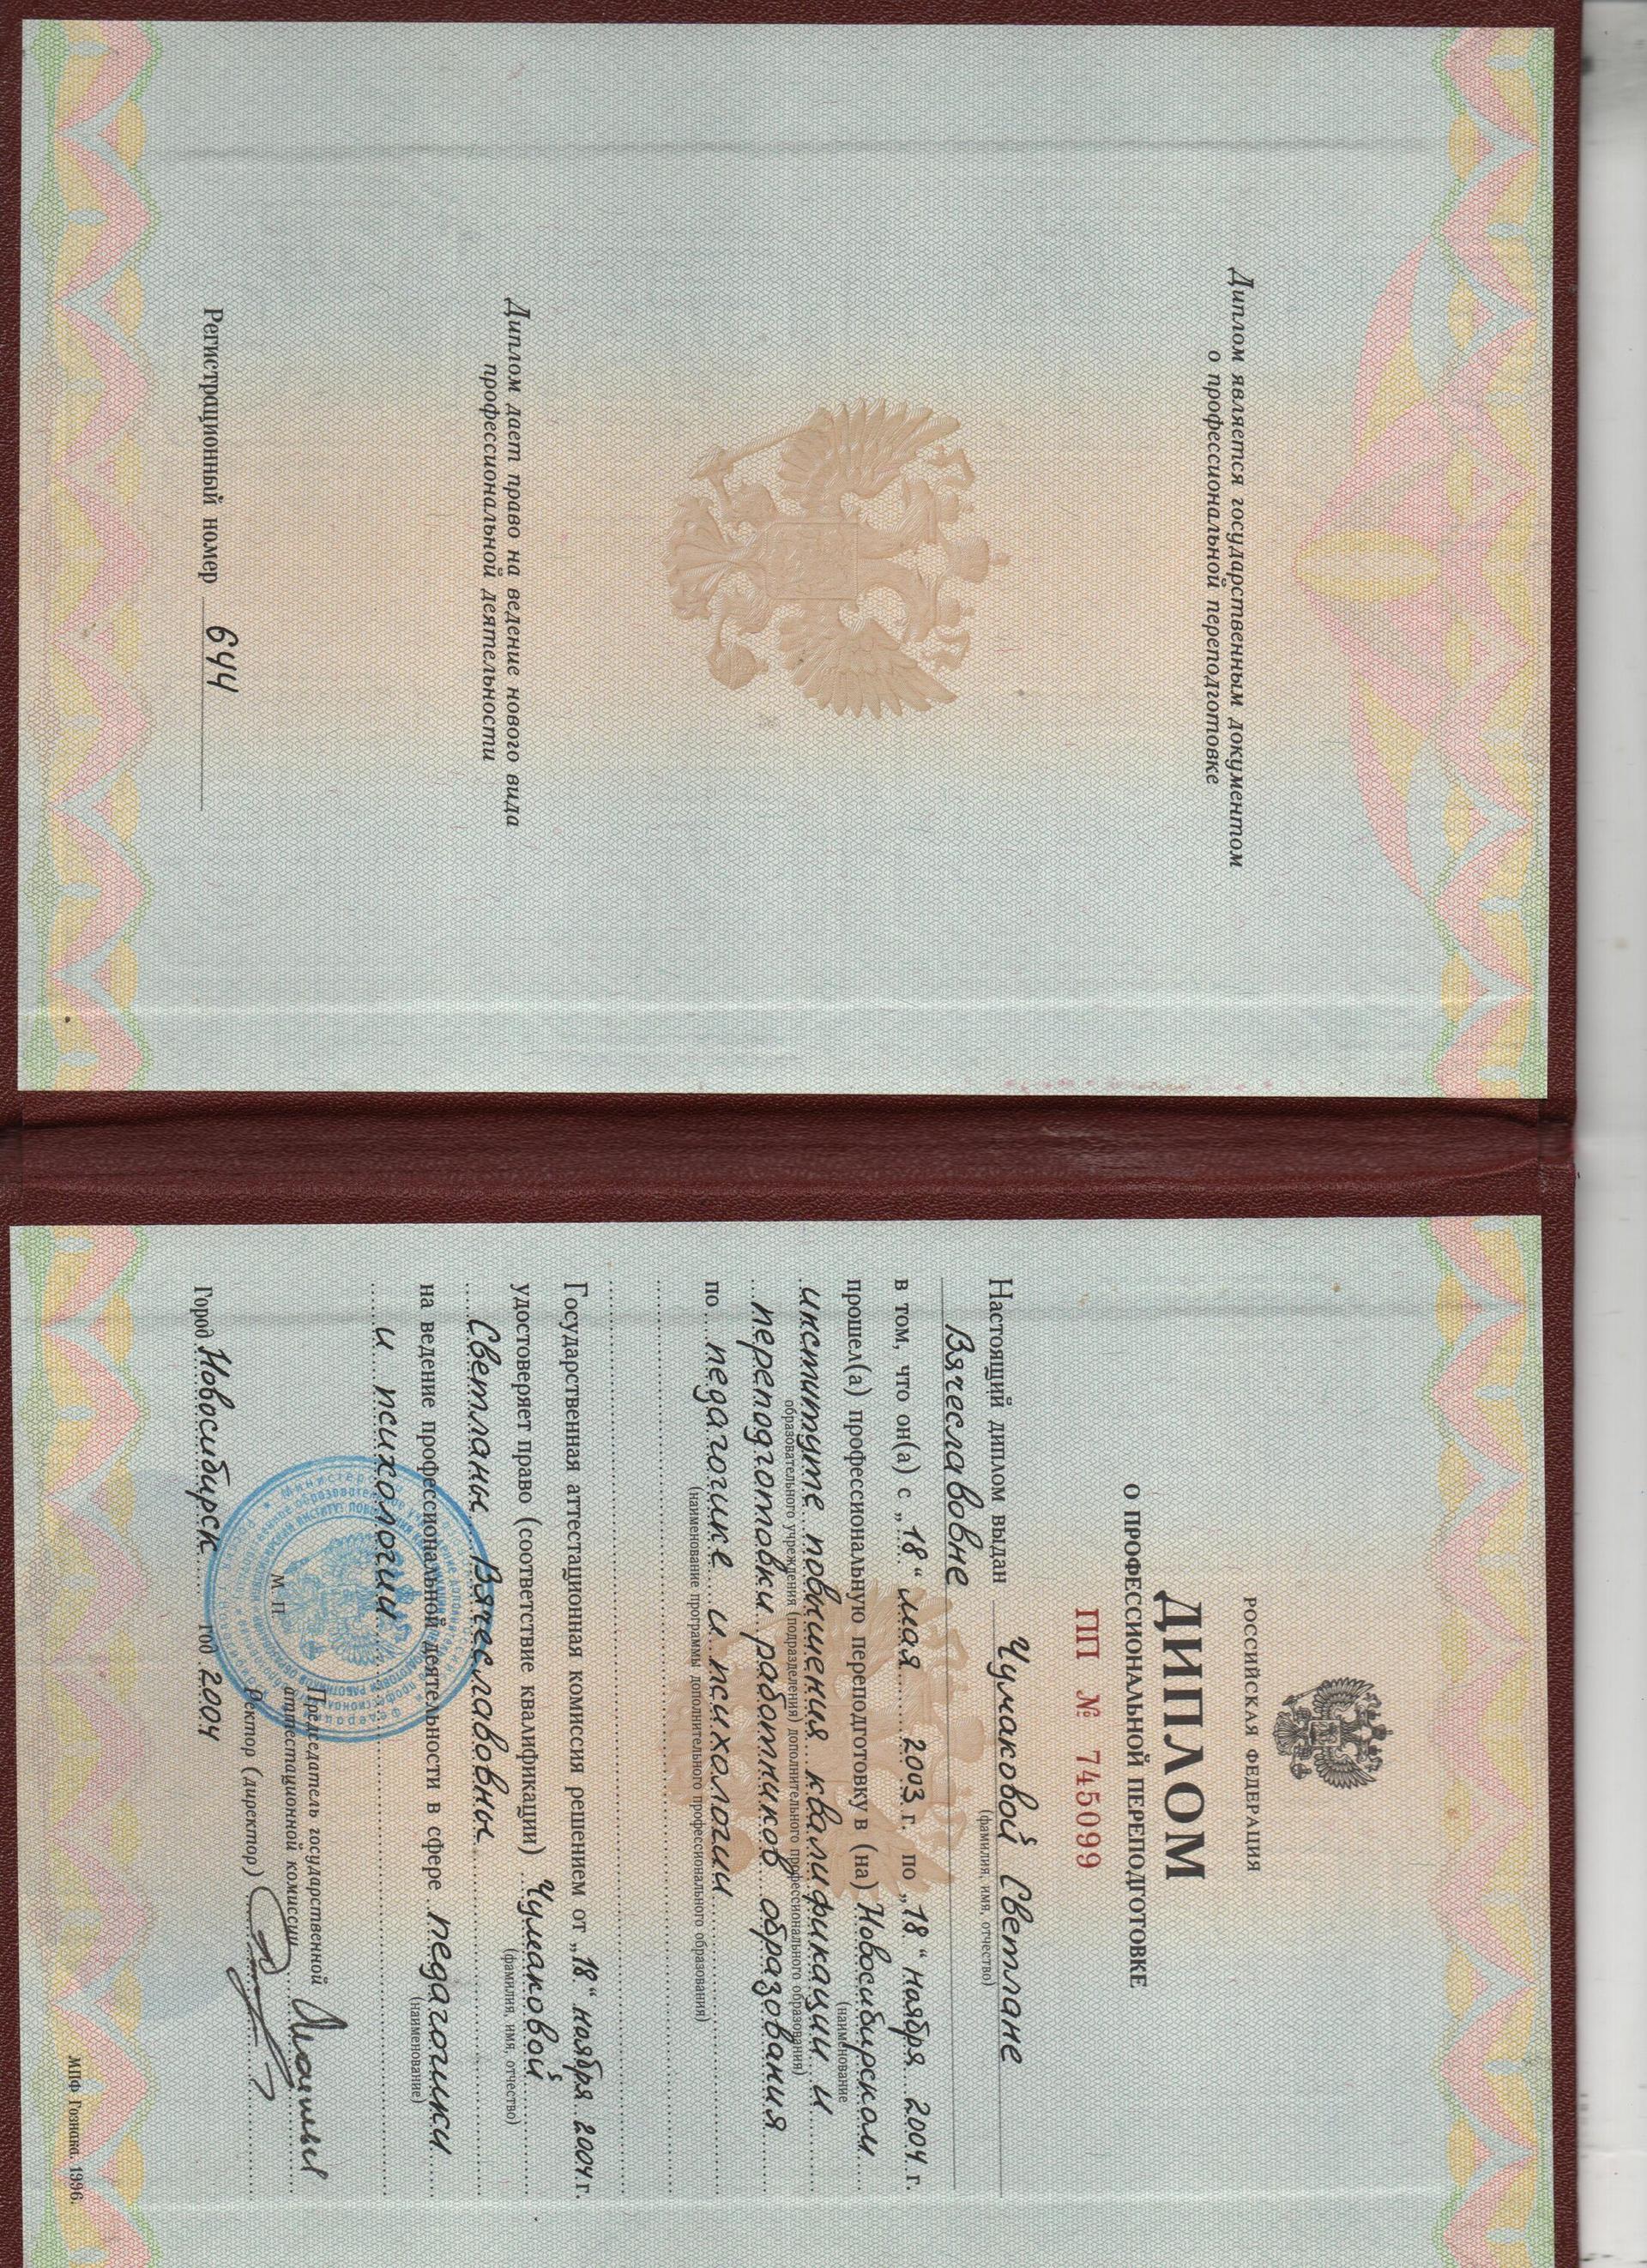 Диплом является государственным документом
о профессиональной переподготовке
Диплом дает право на ведение нового вида
профессиональной деятельности
Регистрационный номер 644
РОССИЙСКАЯ ФЕДЕРАЦИЯ
ДИПЛОМ
О ПРОФЕССИОНАЛЬНОЙ ПЕРЕПОДГОТОВКЕ
ПП № 745099
Настоящий диплом выдан Чумаковой Светлане
(фамилия, имя, отчество)
Вячеславовне
в том, что он(а) с „18“ мая 2003 г. по „18“ ноября 2004 г.
прошел(а) профессиональную переподготовку в (на) Новосибирском
(наименование
институте повышения квалификации и
образовательного учреждения (подразделения) дополнительного профессионального образования)
переподготовки работников образования
по педагогике и психологии
(наименование программы дополнительного профессионального образования)
Государственная аттестационная комиссия решением от „18“ ноября 2004 г.
удостоверяет право (соответствие квалификации) Чумаковой
(фамилия, имя, отчество)
Светланы Вячеславовны
на ведение профессиональной деятельности в сфере педагогики
(наименование)
и психологии
Председатель государственной
аттестационной комиссии
М. П.
Ректор (директор)
Город Новосибирск год 2004
МПФ Гознака. 1996.